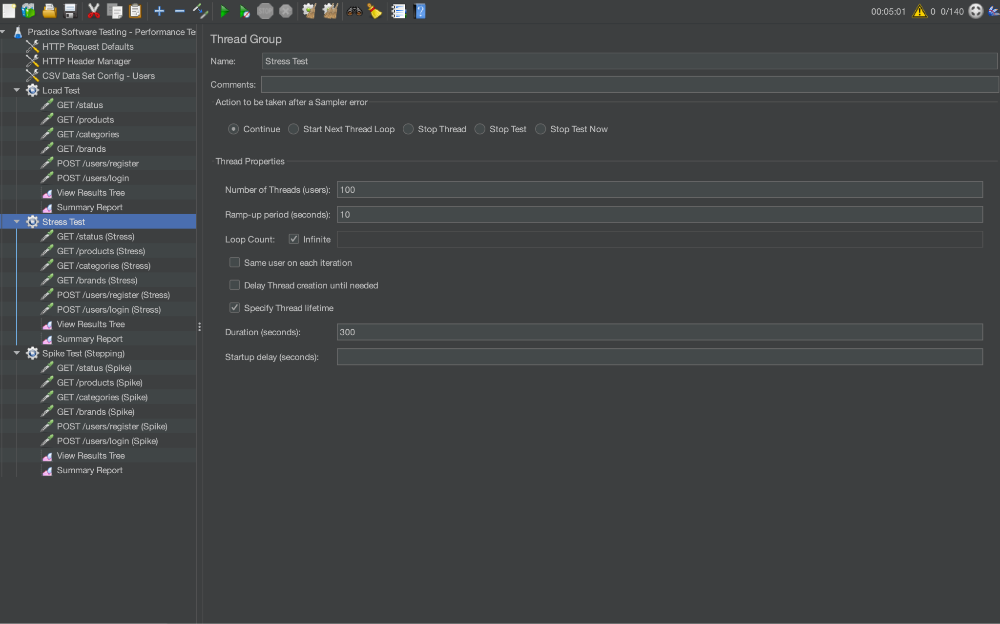 STOP
00:05:01
0
0/140
Practice Software Testing - Performance Te
HTTP Request Defaults
HTTP Header Manager
CSV Data Set Config - Users
Load Test
GET /status
GET /products
GET /categories
GET /brands
POST /users/register
POST /users/login
View Results Tree
Summary Report
Stress Test
GET /status (Stress)
GET /products (Stress)
GET /categories (Stress)
GET /brands (Stress)
POST /users/register (Stress)
POST /users/login (Stress)
View Results Tree
Summary Report
Spike Test (Stepping)
GET /status (Spike)
GET /products (Spike)
GET /categories (Spike)
GET /brands (Spike)
POST /users/register (Spike)
POST /users/login (Spike)
View Results Tree
Summary Report
Thread Group
Name: Stress Test
Comments:
Action to be taken after a Sampler error
Continue Start Next Thread Loop Stop Thread Stop Test Stop Test Now
Thread Properties
Number of Threads (users): 100
Ramp-up period (seconds): 10
Loop Count: Infinite
Same user on each iteration
Delay Thread creation until needed
Specify Thread lifetime
Duration (seconds): 300
Startup delay (seconds):